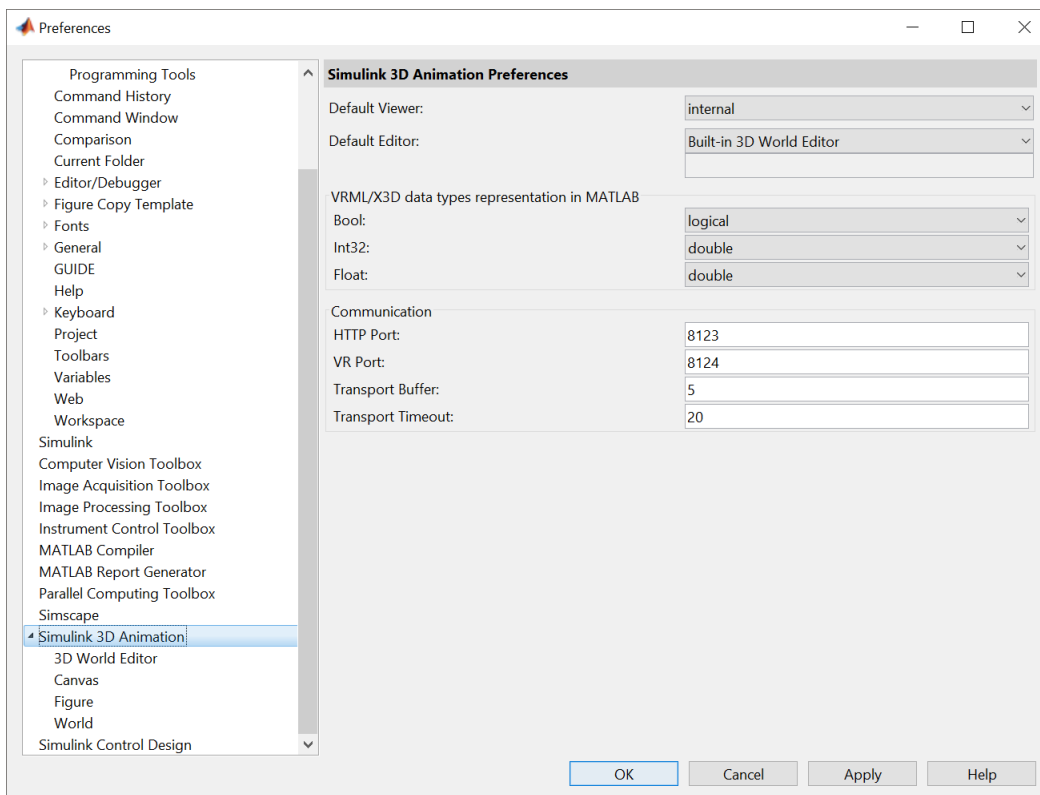 Preferences
Programming Tools
Command History
Command Window
Comparison
Current Folder
Editor/Debugger
Figure Copy Template
Fonts
General
GUIDE
Help
Keyboard
Project
Toolbars
Variables
Web
Workspace
Simulink
Computer Vision Toolbox
Image Acquisition Toolbox
Image Processing Toolbox
Instrument Control Toolbox
MATLAB Compiler
MATLAB Report Generator
Parallel Computing Toolbox
Simscape
Simulink 3D Animation
3D World Editor
Canvas
Figure
World
Simulink Control Design
Simulink 3D Animation Preferences
Default Viewer: internal
Default Editor: Built-in 3D World Editor
VRML/X3D data types representation in MATLAB
Bool: logical
Int32: double
Float: double
Communication
HTTP Port: 8123
VR Port: 8124
Transport Buffer: 5
Transport Timeout: 20
OK Cancel Apply Help